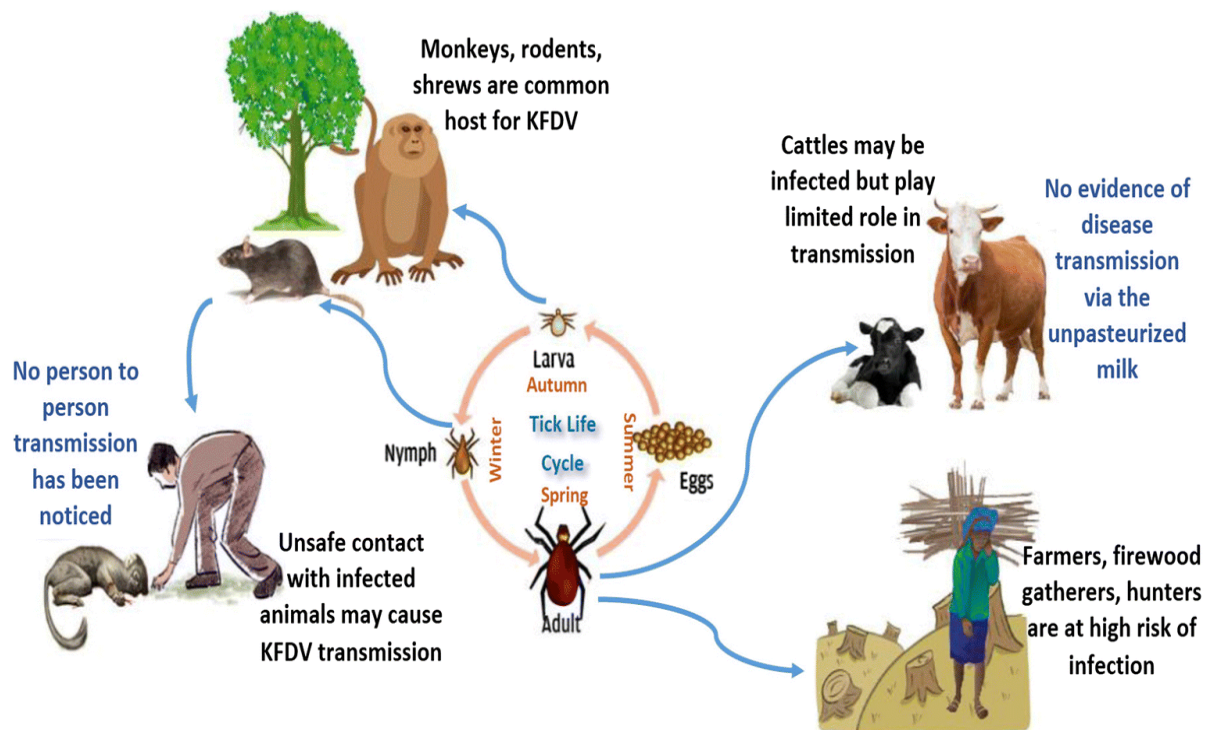 Monkeys, rodents,
shrews are common
host for KFDV
Cattles may be
infected but play
limited role in
transmission
No evidence of
disease
transmission
via the
unpasteurized
milk
Larva
Autumn
Tick Life
Cycle
Spring
Winter
Summer
Nymph
Eggs
Adult
No person to
person
transmission
has been
noticed
Unsafe contact
with infected
animals may cause
KFDV transmission
Farmers, firewood
gatherers, hunters
are at high risk of
infection